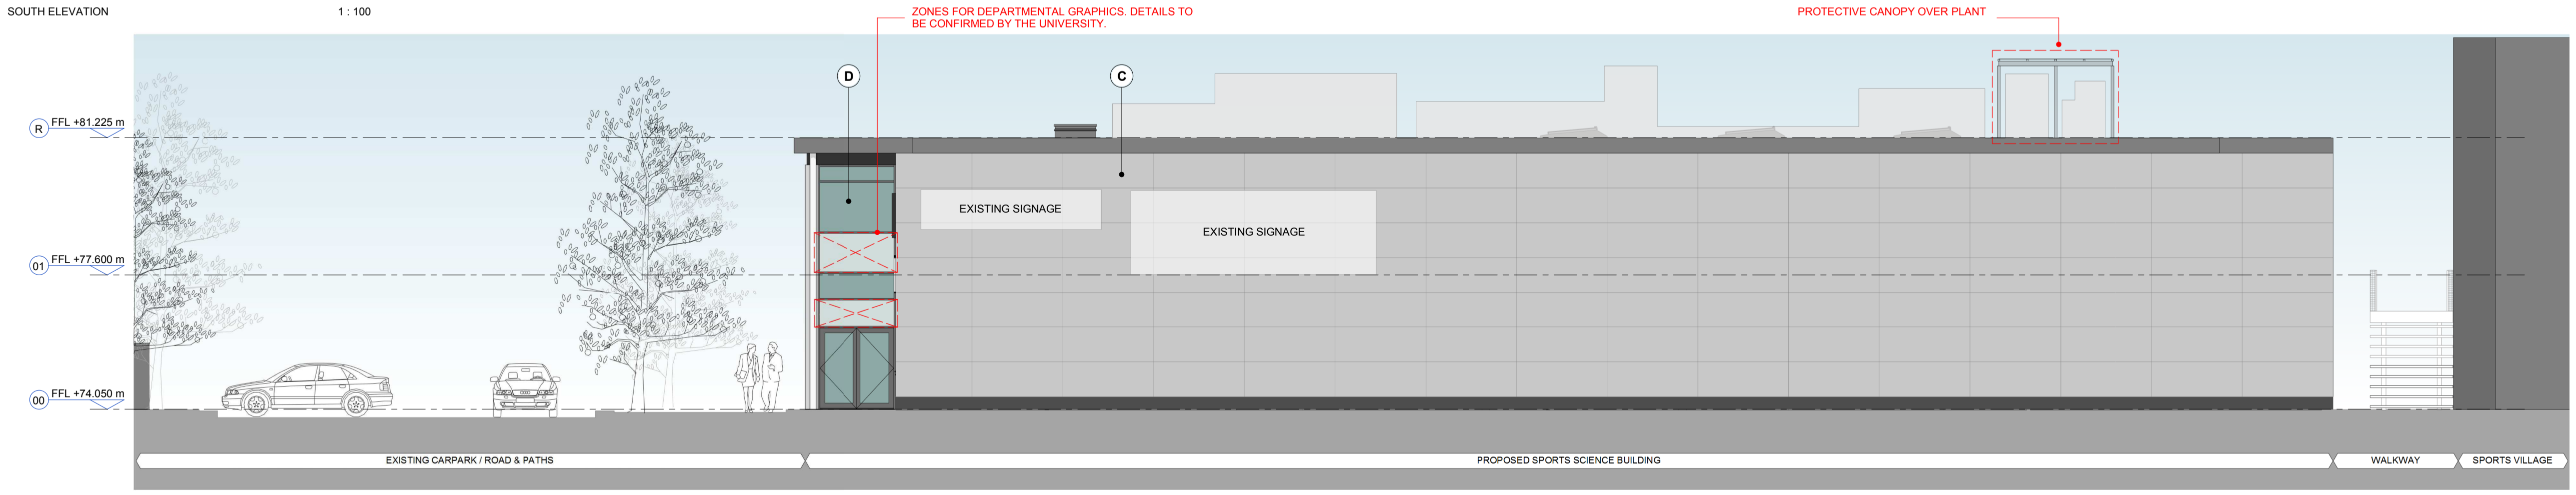 SOUTH ELEVATION
1 : 100
ZONES FOR DEPARTMENTAL GRAPHICS. DETAILS TO
BE CONFIRMED BY THE UNIVERSITY.
PROTECTIVE CANOPY OVER PLANT
D
C
R
FFL +81.225 m
EXISTING SIGNAGE
EXISTING SIGNAGE
01
FFL +77.600 m
00
FFL +74.050 m
EXISTING CARPARK / ROAD & PATHS
PROPOSED SPORTS SCIENCE BUILDING
WALKWAY
SPORTS VILLAGE